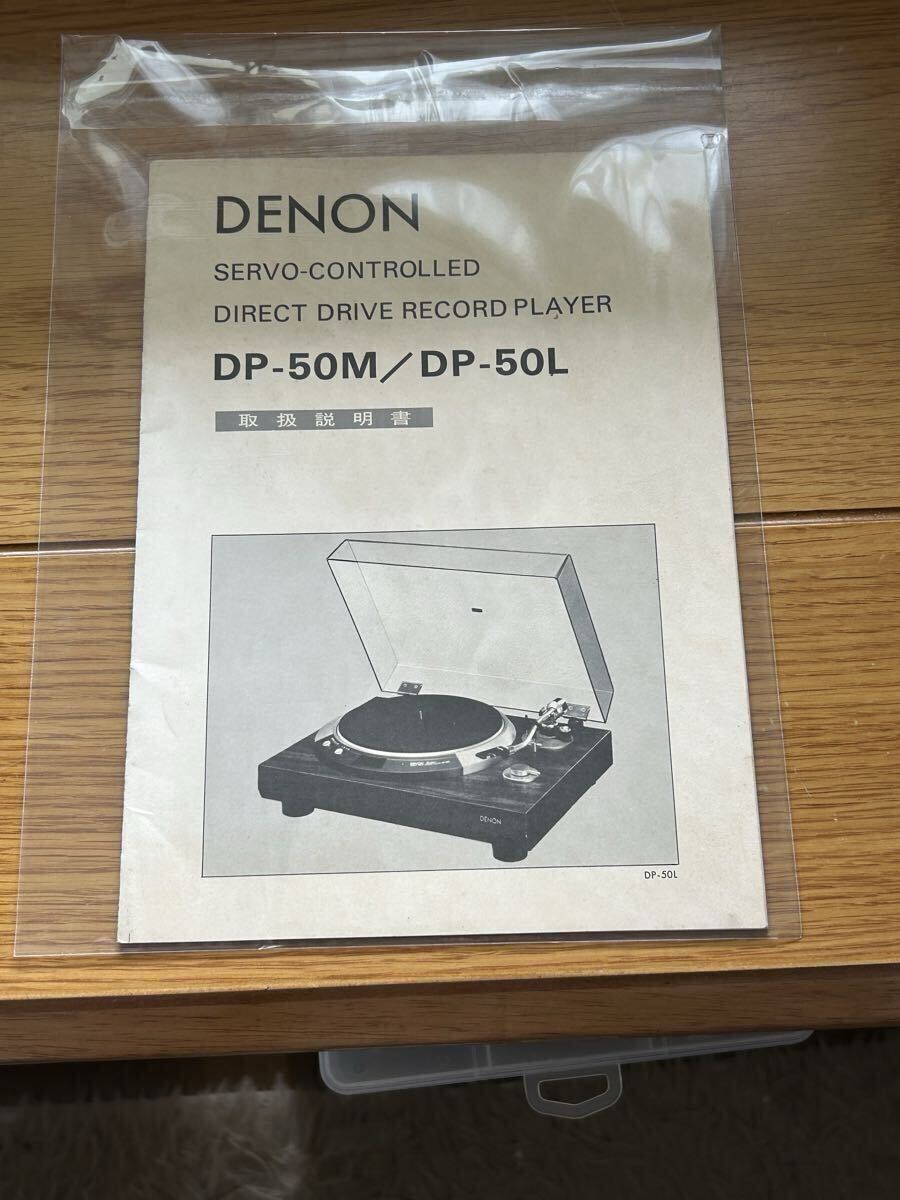 DENON
SERVO-CONTROLLED
DIRECT DRIVE RECORD PLAYER
DP-50M／DP-50L
取扱説明書
DENON
DP-50L